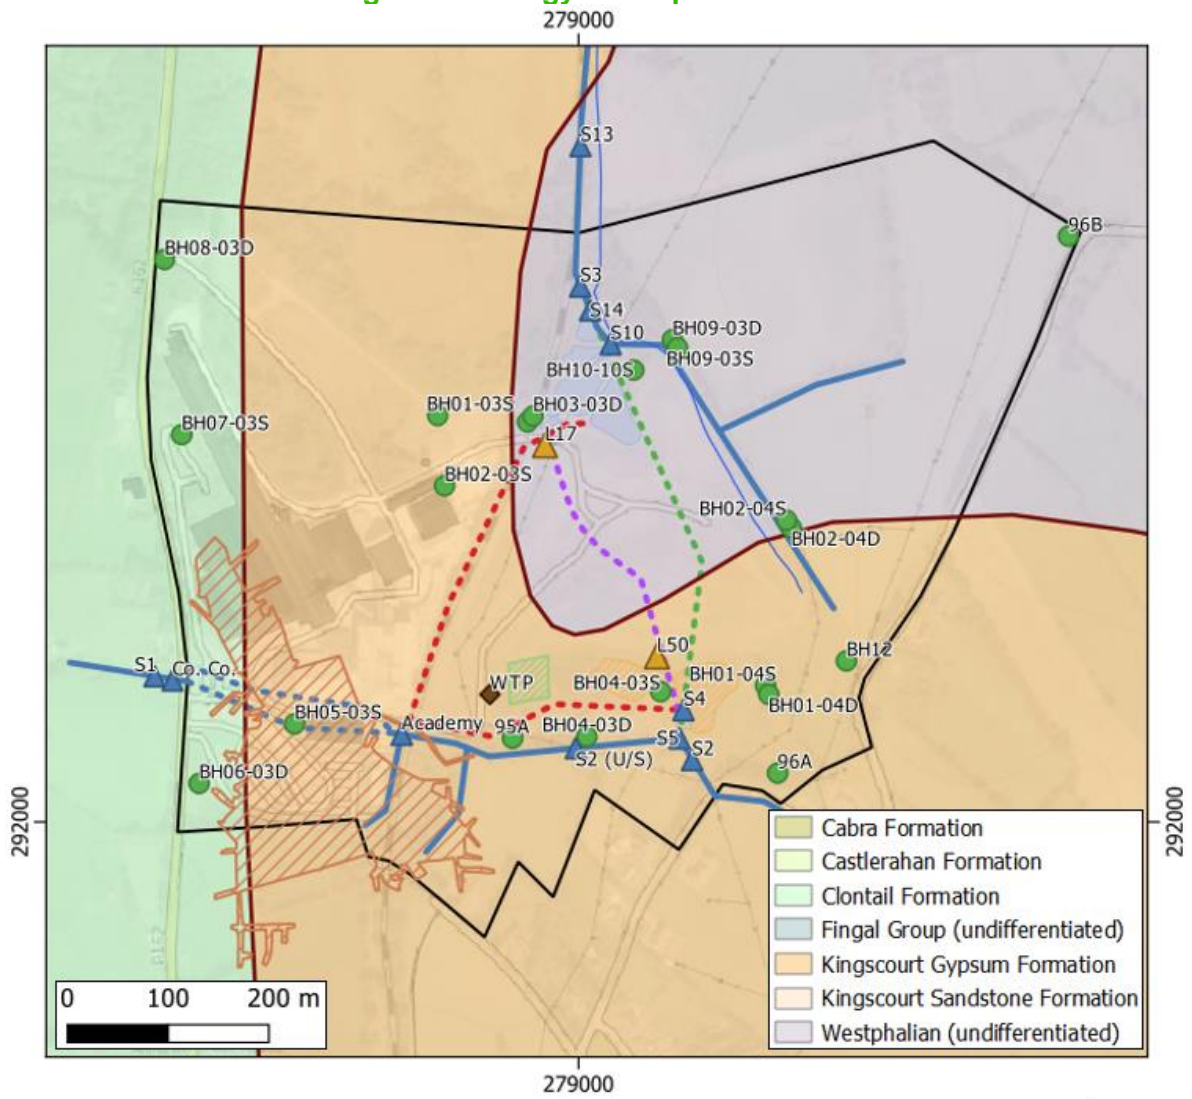 279000
S13
96B
BH08-03D
S3
S14
S10
BH09-03D
BH09-03S
BH10-10S
BH01-03S
BH03-03D
BH07-03S
L17
BH02-03S
BH02-04S
BH02-04D
L50
BH12
S1
Co. Co.
WTP
BH04-03S
BH01-04S
BH01-04D
S4
BH05-03S
Academy
95A
BH04-03D
S5
S2
S2 (U/S)
BH06-03D
96A
292000
292000
Cabra Formation
Castlerahan Formation
Clontail Formation
Fingal Group (undifferentiated)
Kingscourt Gypsum Formation
Kingscourt Sandstone Formation
Westphalian (undifferentiated)
0 100 200 m
279000